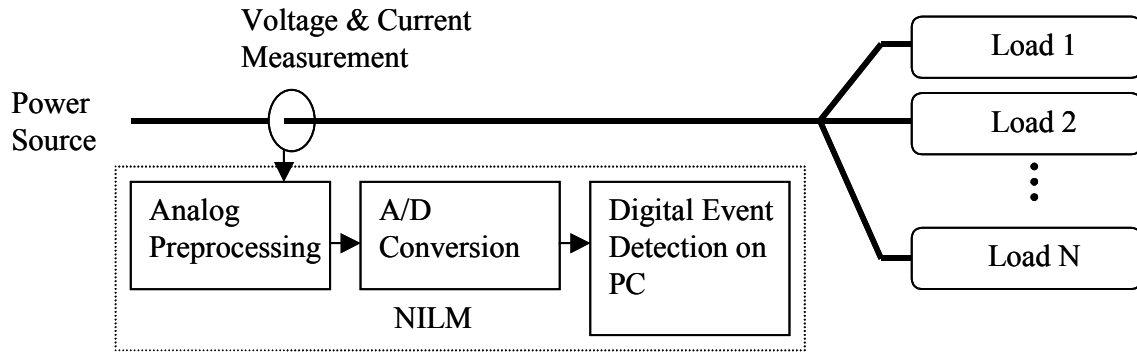 Voltage & Current
Measurement
Power
Source
Load 1
Load 2
Load N
Analog
Preprocessing
A/D
Conversion
Digital Event
Detection on
PC
NILM